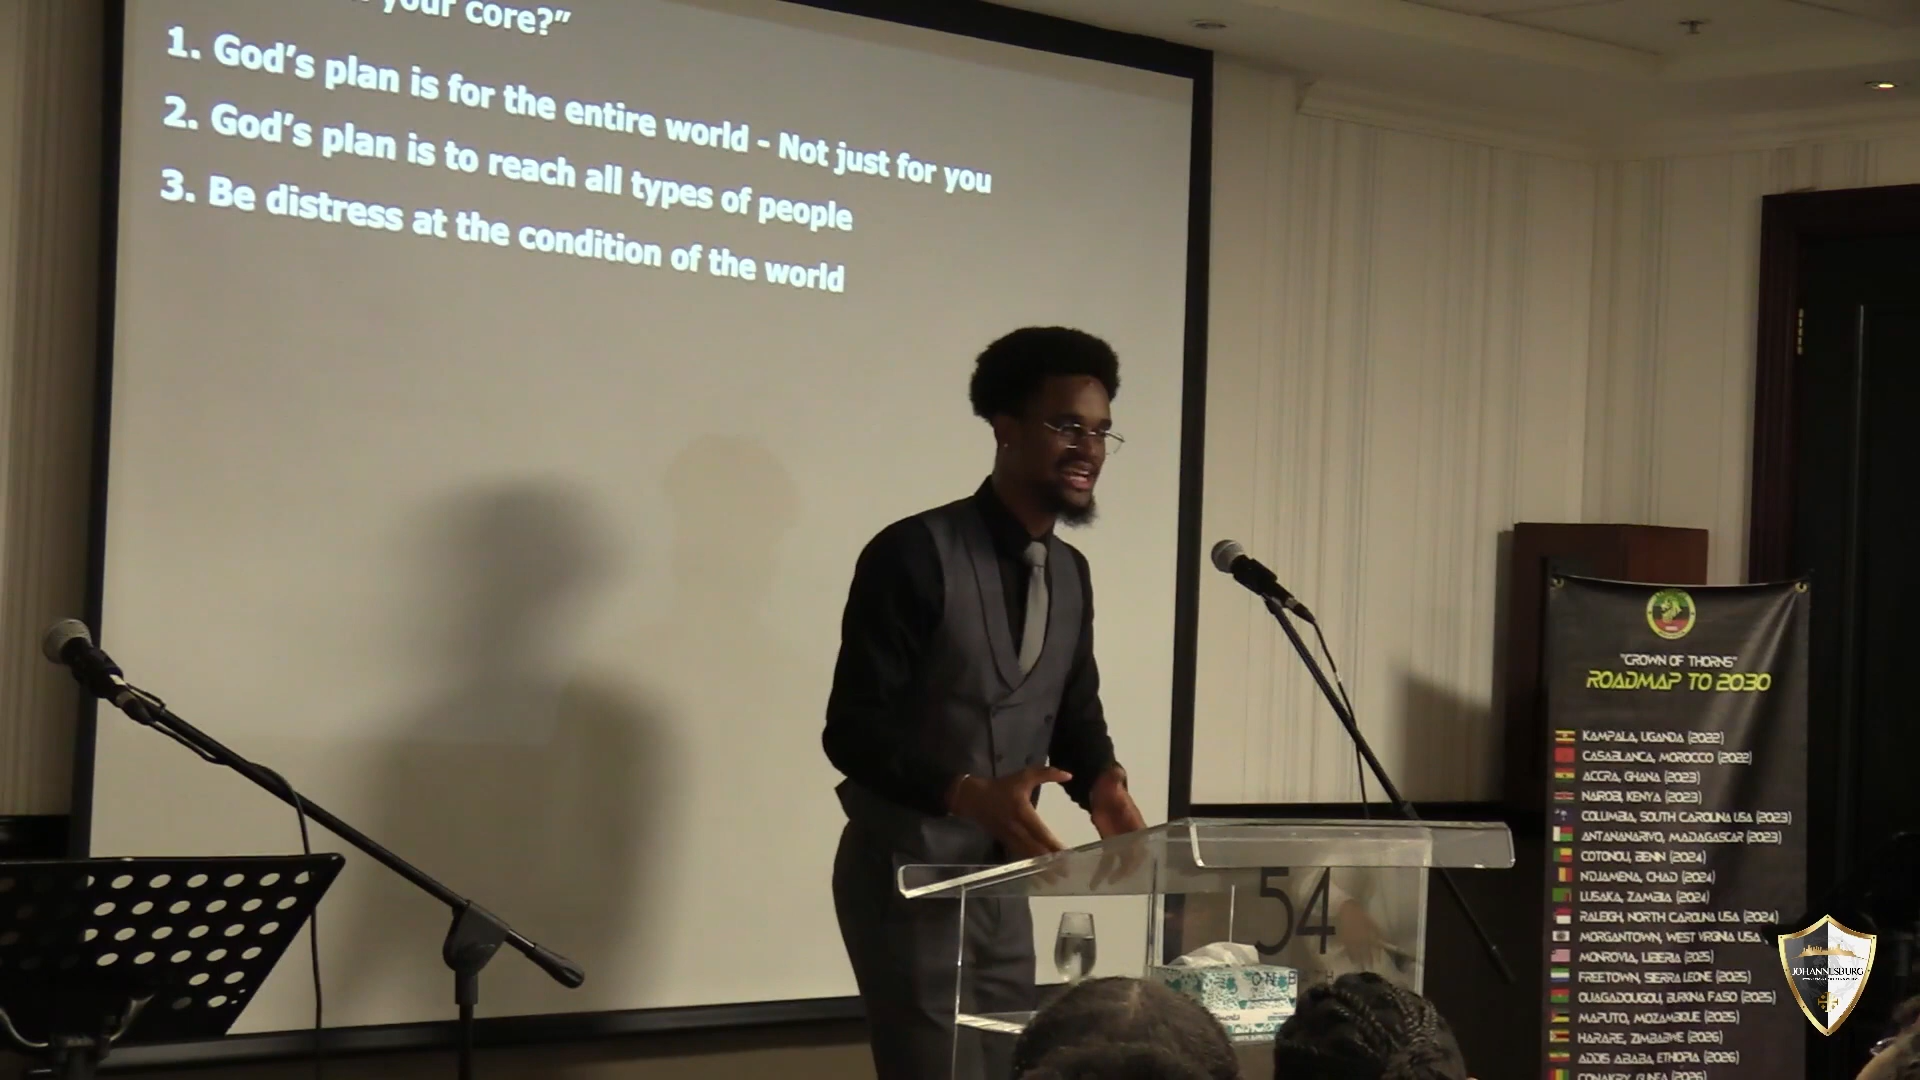 your core?”
1. God’s plan is for the entire world - Not just for you
2. God’s plan is to reach all types of people
3. Be distress at the condition of the world
"CROWN OF THORNS"
ROADMAP TO 2030
KAMPALA, UGANDA (2022)
CASABLANCA, MOROCCO (2022)
ACCRA, GHANA (2023)
NAIROBI, KENYA (2023)
COLUMBIA, SOUTH CAROLINA USA (2023)
ANTANANARIVO, MADAGASCAR (2023)
COTONOU, BENIN (2024)
N'DJAMENA, CHAD (2024)
LUSAKA, ZAMBIA (2024)
RALEIGH, NORTH CAROLINA USA (2024)
MORGANTOWN, WEST VIRGINIA USA
MONROVIA, LIBERIA (2025)
FREETOWN, SIERRA LEONE (2025)
OUAGADOUGOU, BURKINA FASO (2025)
MAPUTO, MOZAMBIQUE (2025)
HARARE, ZIMBABWE (2026)
ADDIS ABABA, ETHIOPIA (2026)
CONAKRY, GUINEA (2026)
54
JOHANNESBURG